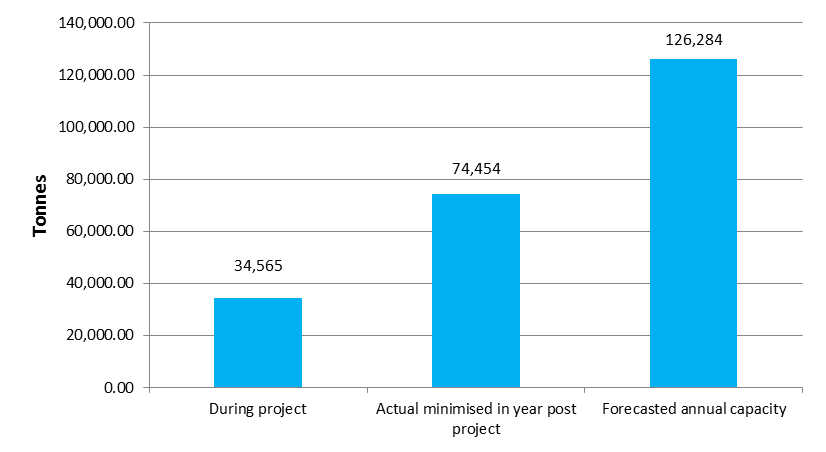 140,000.00
126,284
120,000.00
100,000.00
74,454
80,000.00
Tonnes
60,000.00
34,565
40,000.00
20,000.00
0.00
During project
Actual minimised in year post
project
Forecasted annual capacity